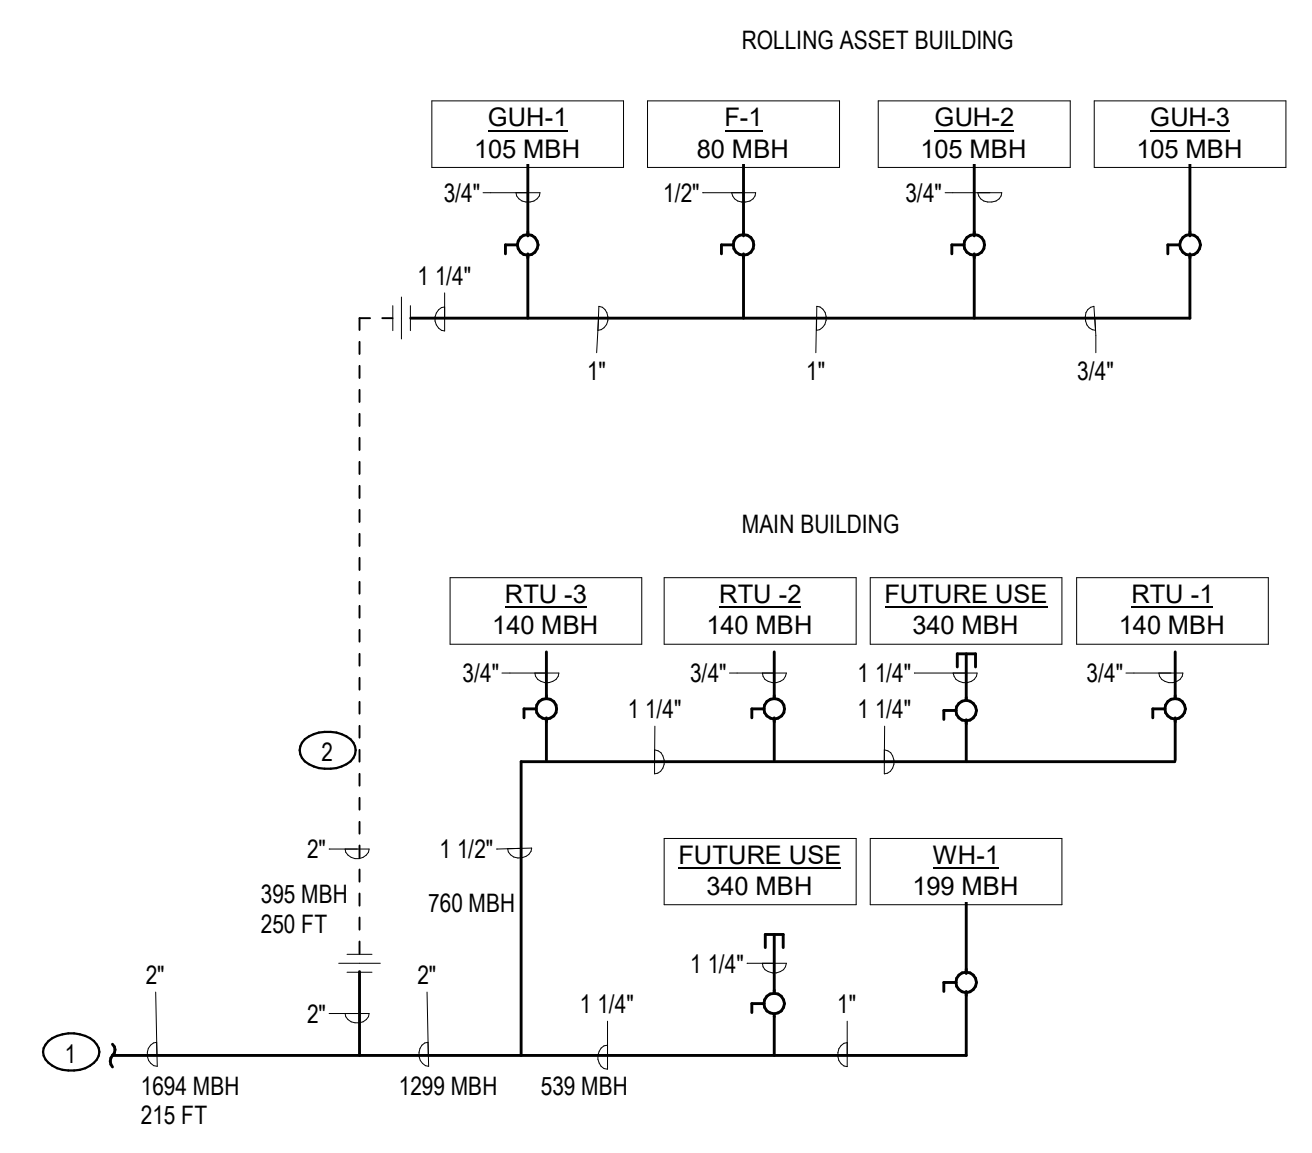 ROLLING ASSET BUILDING
GUH-1
105 MBH
F-1
80 MBH
GUH-2
105 MBH
GUH-3
105 MBH
3/4"
1/2"
3/4"
1 1/4"
1"
1"
3/4"
MAIN BUILDING
RTU -3
140 MBH
RTU -2
140 MBH
FUTURE USE
340 MBH
RTU -1
140 MBH
3/4"
3/4"
1 1/4"
3/4"
1 1/4"
1 1/4"
2
2"
395 MBH
250 FT
1 1/2"
760 MBH
FUTURE USE
340 MBH
WH-1
199 MBH
1 1/4"
2"
2"
2"
1 1/4"
1"
1
1694 MBH
215 FT
1299 MBH
539 MBH